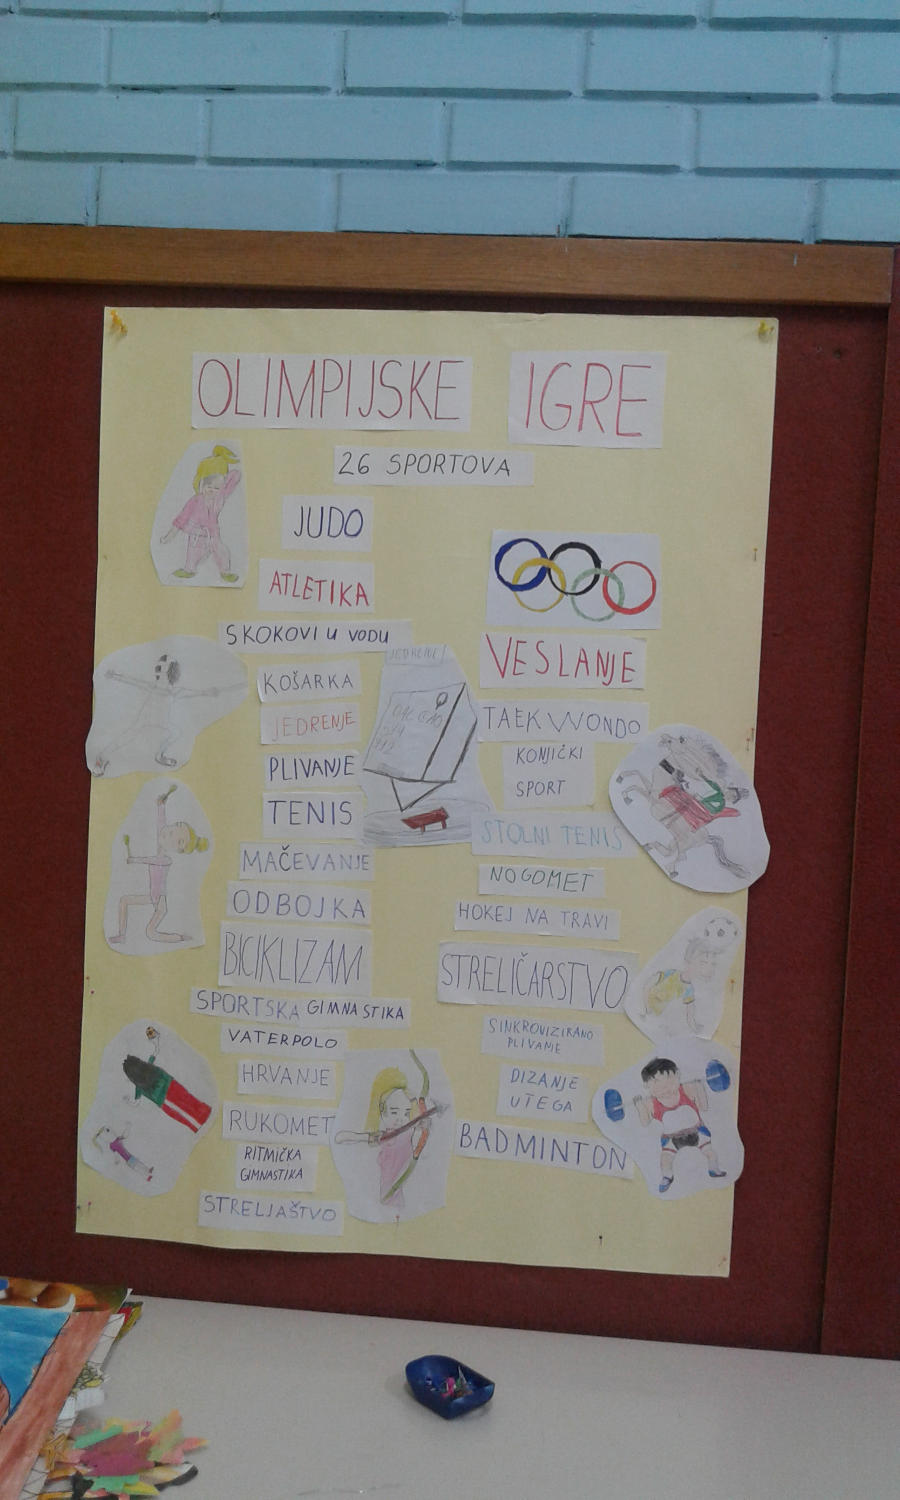 OLIMPIJSKE IGRE
26 SPORTOVA
JUDO
ATLETIKA
SKOKOVI U VODU
KOŠARKA
JEDRENJE
PLIVANJE
TENIS
MAČEVANJE
ODBOJKA
BICIKLIZAM
SPORTSKA GIMNASTIKA
VATERPOLO
HRVANJE
RUKOMET
RITMIČKA
GIMNASTIKA
STRELJAŠTVO
JEDRENJE
VESLANJE
TAEKWONDO
KONJIČKI
SPORT
STOLNI TENIS
NOGOMET
HOKEJ NA TRAVI
STRELIČARSTVO
SINKROVIZIRANO
PLIVANJE
DIZANJE
UTEGA
BADMINTON